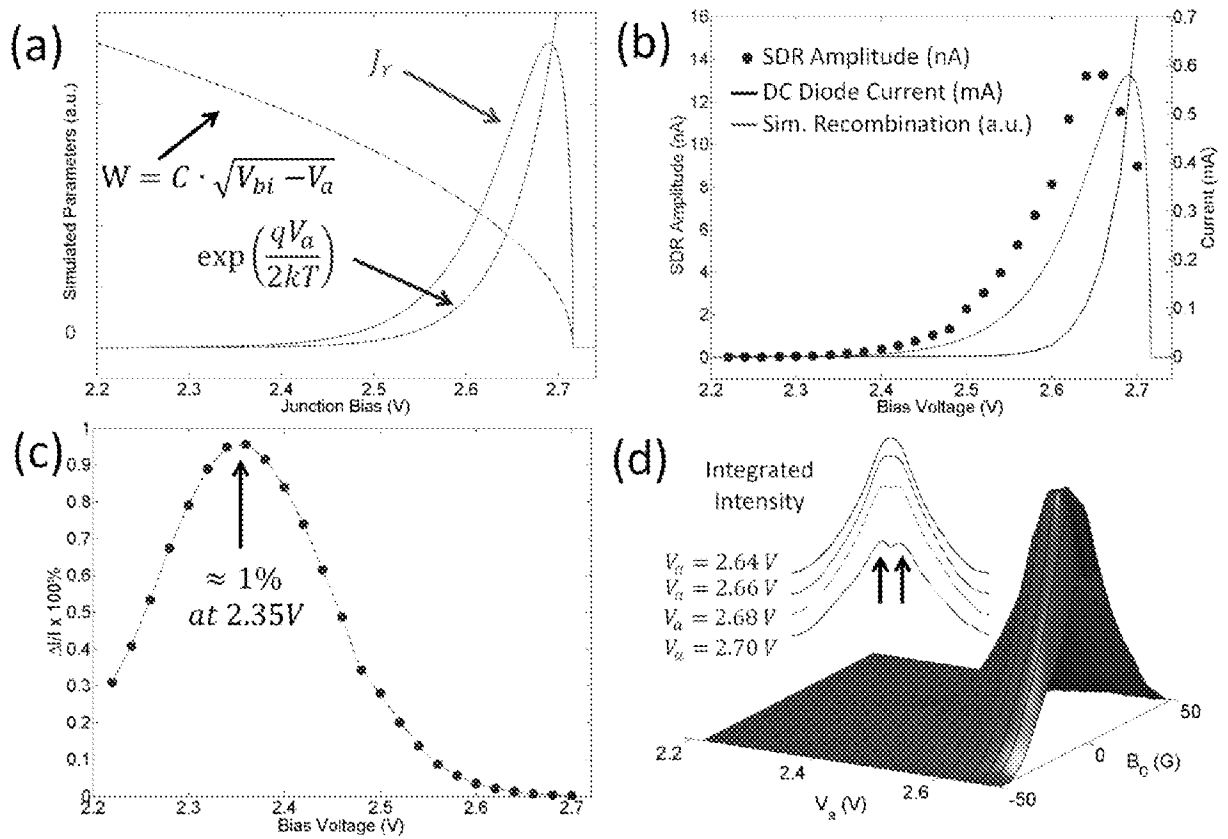 (a)
Simulated Parameters (a.u.)
0
J_r
W = C · √(V_bi − V_a)
exp(qV_a/2kT)
2.2 2.3 2.4 2.5 2.6 2.7
Junction Bias (V)
(b)
SDR Amplitude (nA)
16
14
12
10
8
6
4
2
0
SDR Amplitude (nA)
DC Diode Current (mA)
Sim. Recombination (a.u.)
0.7
0.6
0.5
0.4
0.3
0.2
0.1
0
Current (mA)
2.2 2.3 2.4 2.5 2.6 2.7
Bias Voltage (V)
(c)
ΔI/I x 100%
1
0.9
0.8
0.7
0.6
0.5
0.4
0.3
0.2
0.1
0
≈ 1%
at 2.35V
2.2 2.3 2.4 2.5 2.6 2.7
Bias Voltage (V)
(d)
Integrated
Intensity
V_a = 2.64 V
V_a = 2.66 V
V_a = 2.68 V
V_a = 2.70 V
2.2
2.4
2.6
V_a (V)
-50
0
50
B_0 (G)